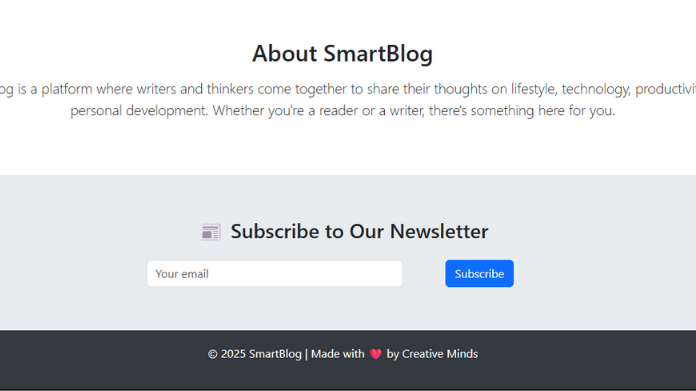 About SmartBlog
is a platform where writers and thinkers come together to share their thoughts on lifestyle, technology,
personal development. Whether you're a reader or a writer, there's something here for you.
Subscribe to Our Newsletter
Your email
Subscribe
© 2025 SmartBlog | Made with ❤️ by Creative Minds